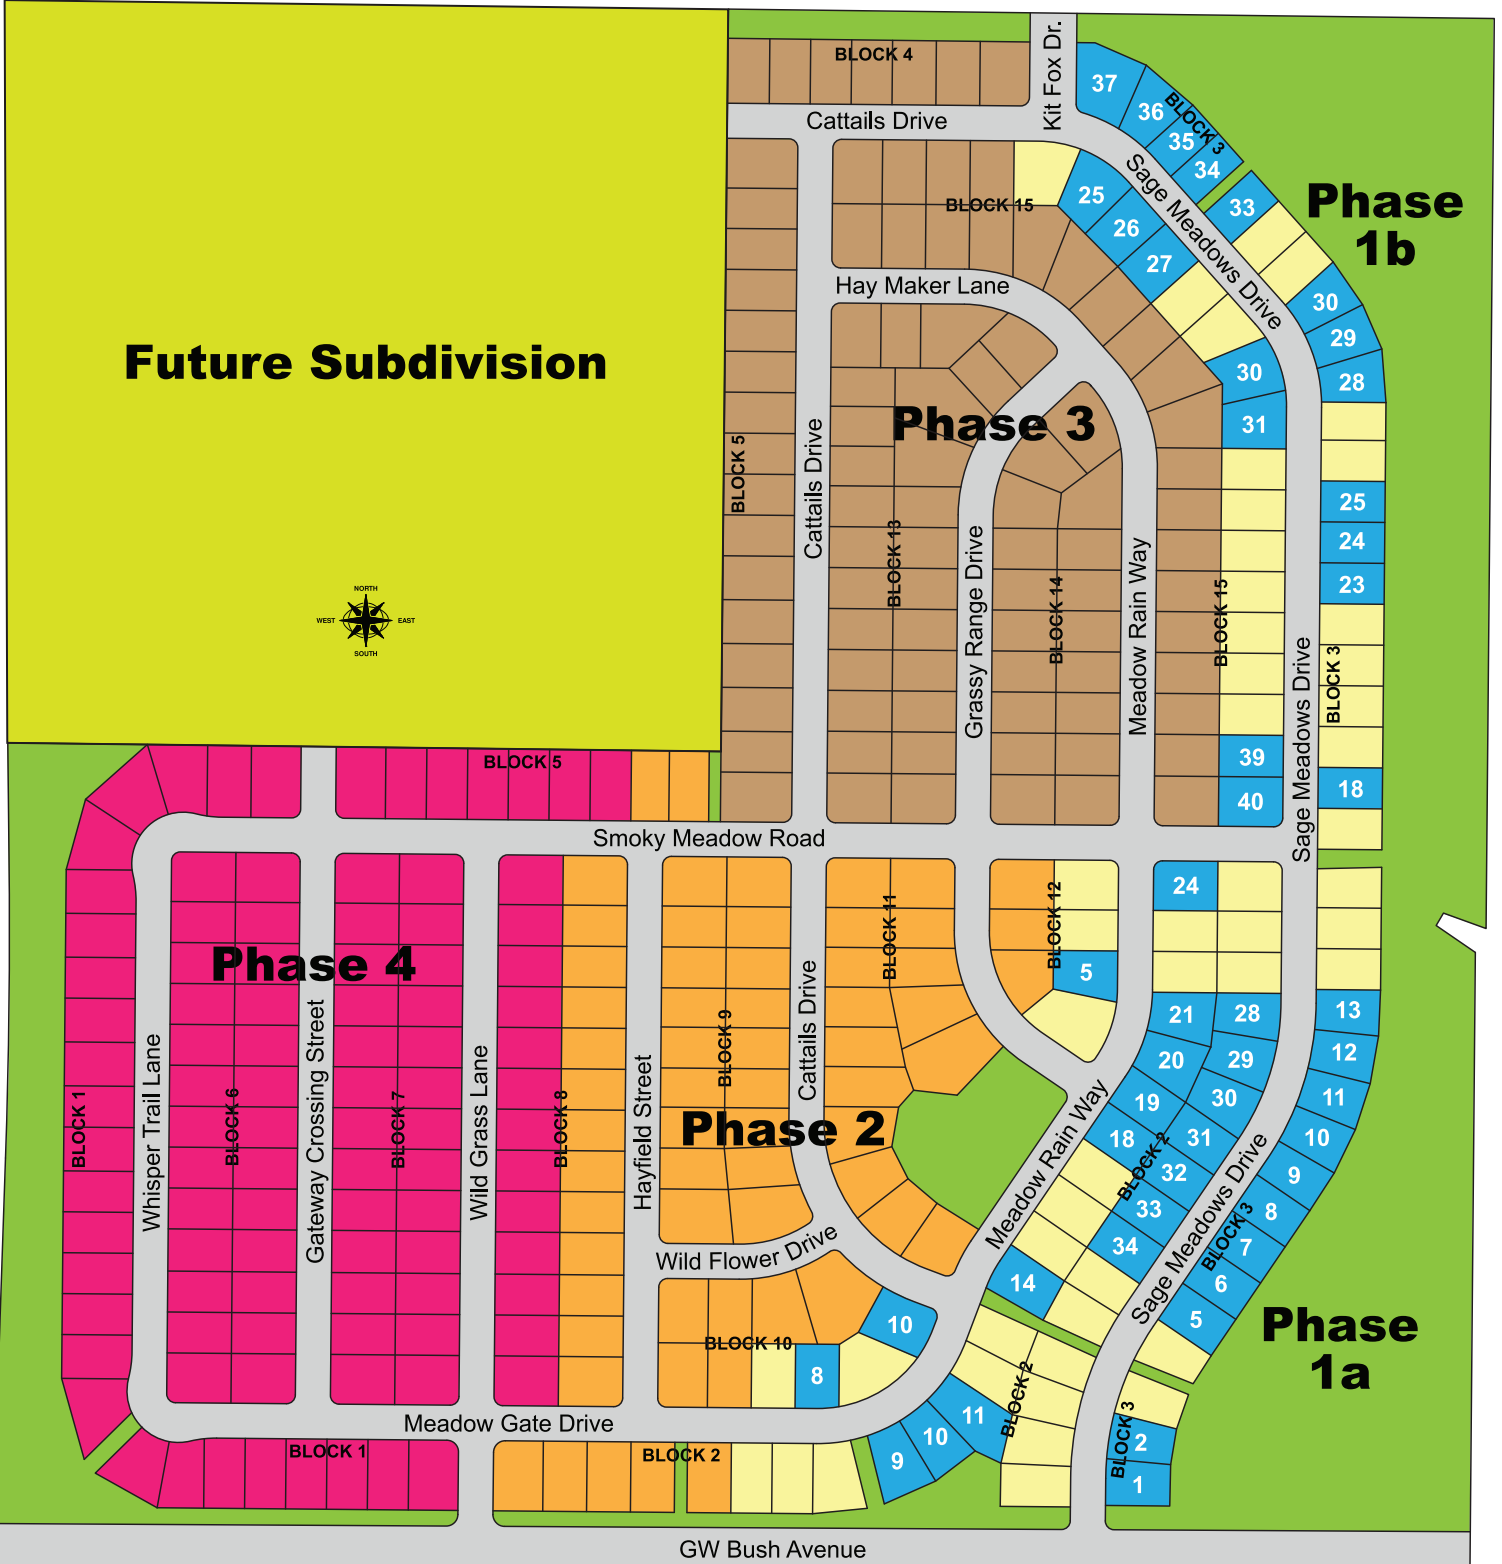 Kit Fox Dr.
BLOCK 4
37
36
BLOCK 3
35
34
Cattails Drive
Sage Meadows Drive
33
25
26
27
BLOCK 15
Phase
1b
30
29
28
Hay Maker Lane
Future Subdivision
30
31
Phase 3
BLOCK 5
Cattails Drive
BLOCK 13
Grassy Range Drive
BLOCK 14
Meadow Rain Way
BLOCK 15
25
24
23
NORTH
WEST
EAST
SOUTH
Sage Meadows Drive
BLOCK 3
39
40
18
BLOCK 5
Smoky Meadow Road
24
BLOCK 11
BLOCK 12
5
Phase 4
Cattails Drive
BLOCK 9
21
28
13
20
29
12
19
30
11
18
31
10
BLOCK 2
32
9
33
8
34
7
BLOCK 3
6
5
14
Whisper Trail Lane
Gateway Crossing Street
Wild Grass Lane
Hayfield Street
BLOCK 1
BLOCK 6
BLOCK 7
BLOCK 8
Phase 2
Meadow Rain Way
Sage Meadows Drive
Wild Flower Drive
Phase
1a
10
BLOCK 10
8
BLOCK 2
11
10
9
BLOCK 3
2
1
Meadow Gate Drive
BLOCK 1
BLOCK 2
GW Bush Avenue